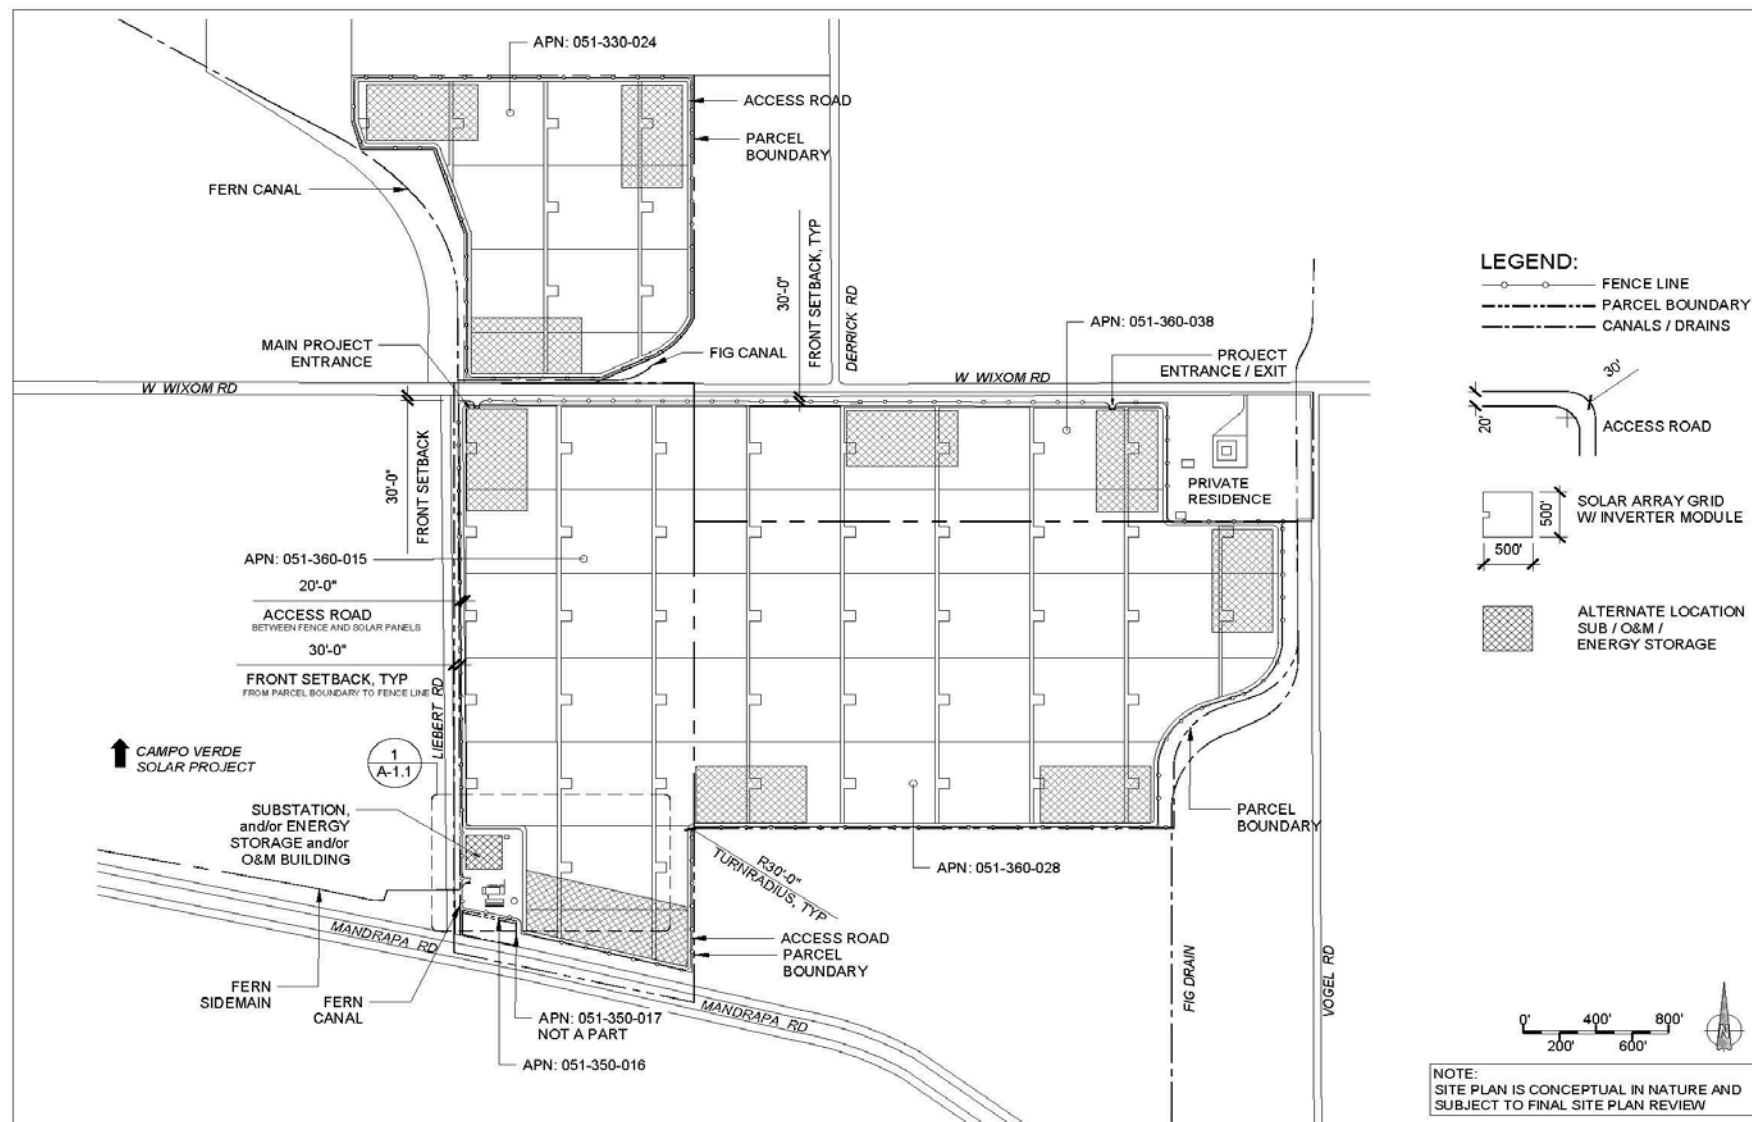 APN: 051-330-024
ACCESS ROAD
PARCEL
BOUNDARY
FERN CANAL
30'-0"
FRONT SETBACK, TYP
DERRICK RD
LEGEND:
FENCE LINE
PARCEL BOUNDARY
CANALS / DRAINS
MAIN PROJECT
ENTRANCE
FIG CANAL
APN: 051-360-038
PROJECT
ENTRANCE / EXIT
W WIXOM RD
W WIXOM RD
30'
20'
ACCESS ROAD
30'-0"
FRONT SETBACK
PRIVATE
RESIDENCE
SOLAR ARRAY GRID
W/ INVERTER MODULE
500'
500'
APN: 051-360-015
20'-0"
ACCESS ROAD
BETWEEN FENCE AND SOLAR PANELS
30'-0"
FRONT SETBACK, TYP
FROM PARCEL BOUNDARY TO FENCE LINE
ALTERNATE LOCATION
SUB / O&M /
ENERGY STORAGE
LIEBERT RD
CAMPO VERDE
SOLAR PROJECT
1
A-1.1
SUBSTATION,
and/or ENERGY
STORAGE and/or
O&M BUILDING
PARCEL
BOUNDARY
APN: 051-360-028
R30'-0"
TURNRADIUS, TYP
MANDRAPA RD
ACCESS ROAD
PARCEL
BOUNDARY
FERN
SIDEMAIN
FERN
CANAL
FIG DRAIN
VOGEL RD
MANDRAPA RD
APN: 051-350-017
NOT A PART
APN: 051-350-016
0' 400' 800'
200' 600'
NOTE:
SITE PLAN IS CONCEPTUAL IN NATURE AND
SUBJECT TO FINAL SITE PLAN REVIEW